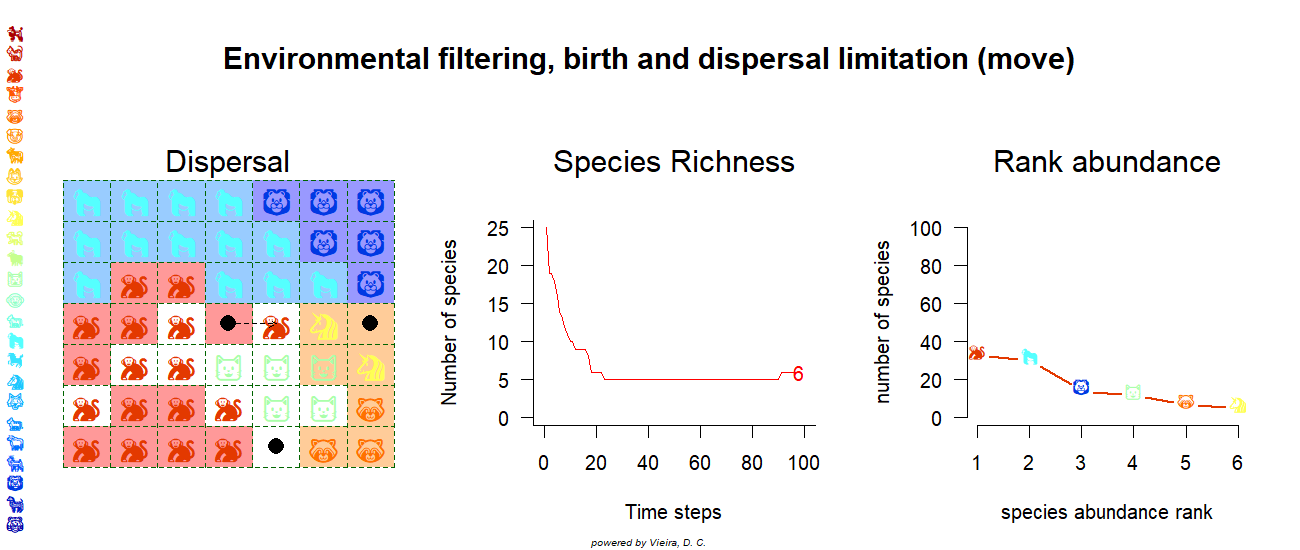 Environmental filtering, birth and dispersal limitation (move)
Dispersal
Species Richness
Number of species
25
20
15
10
5
0
6
0 20 40 60 80 100
Time steps
Rank abundance
number of species
100
80
60
40
20
0
1 2 3 4 5 6
species abundance rank
powered by Vieira, D. C.